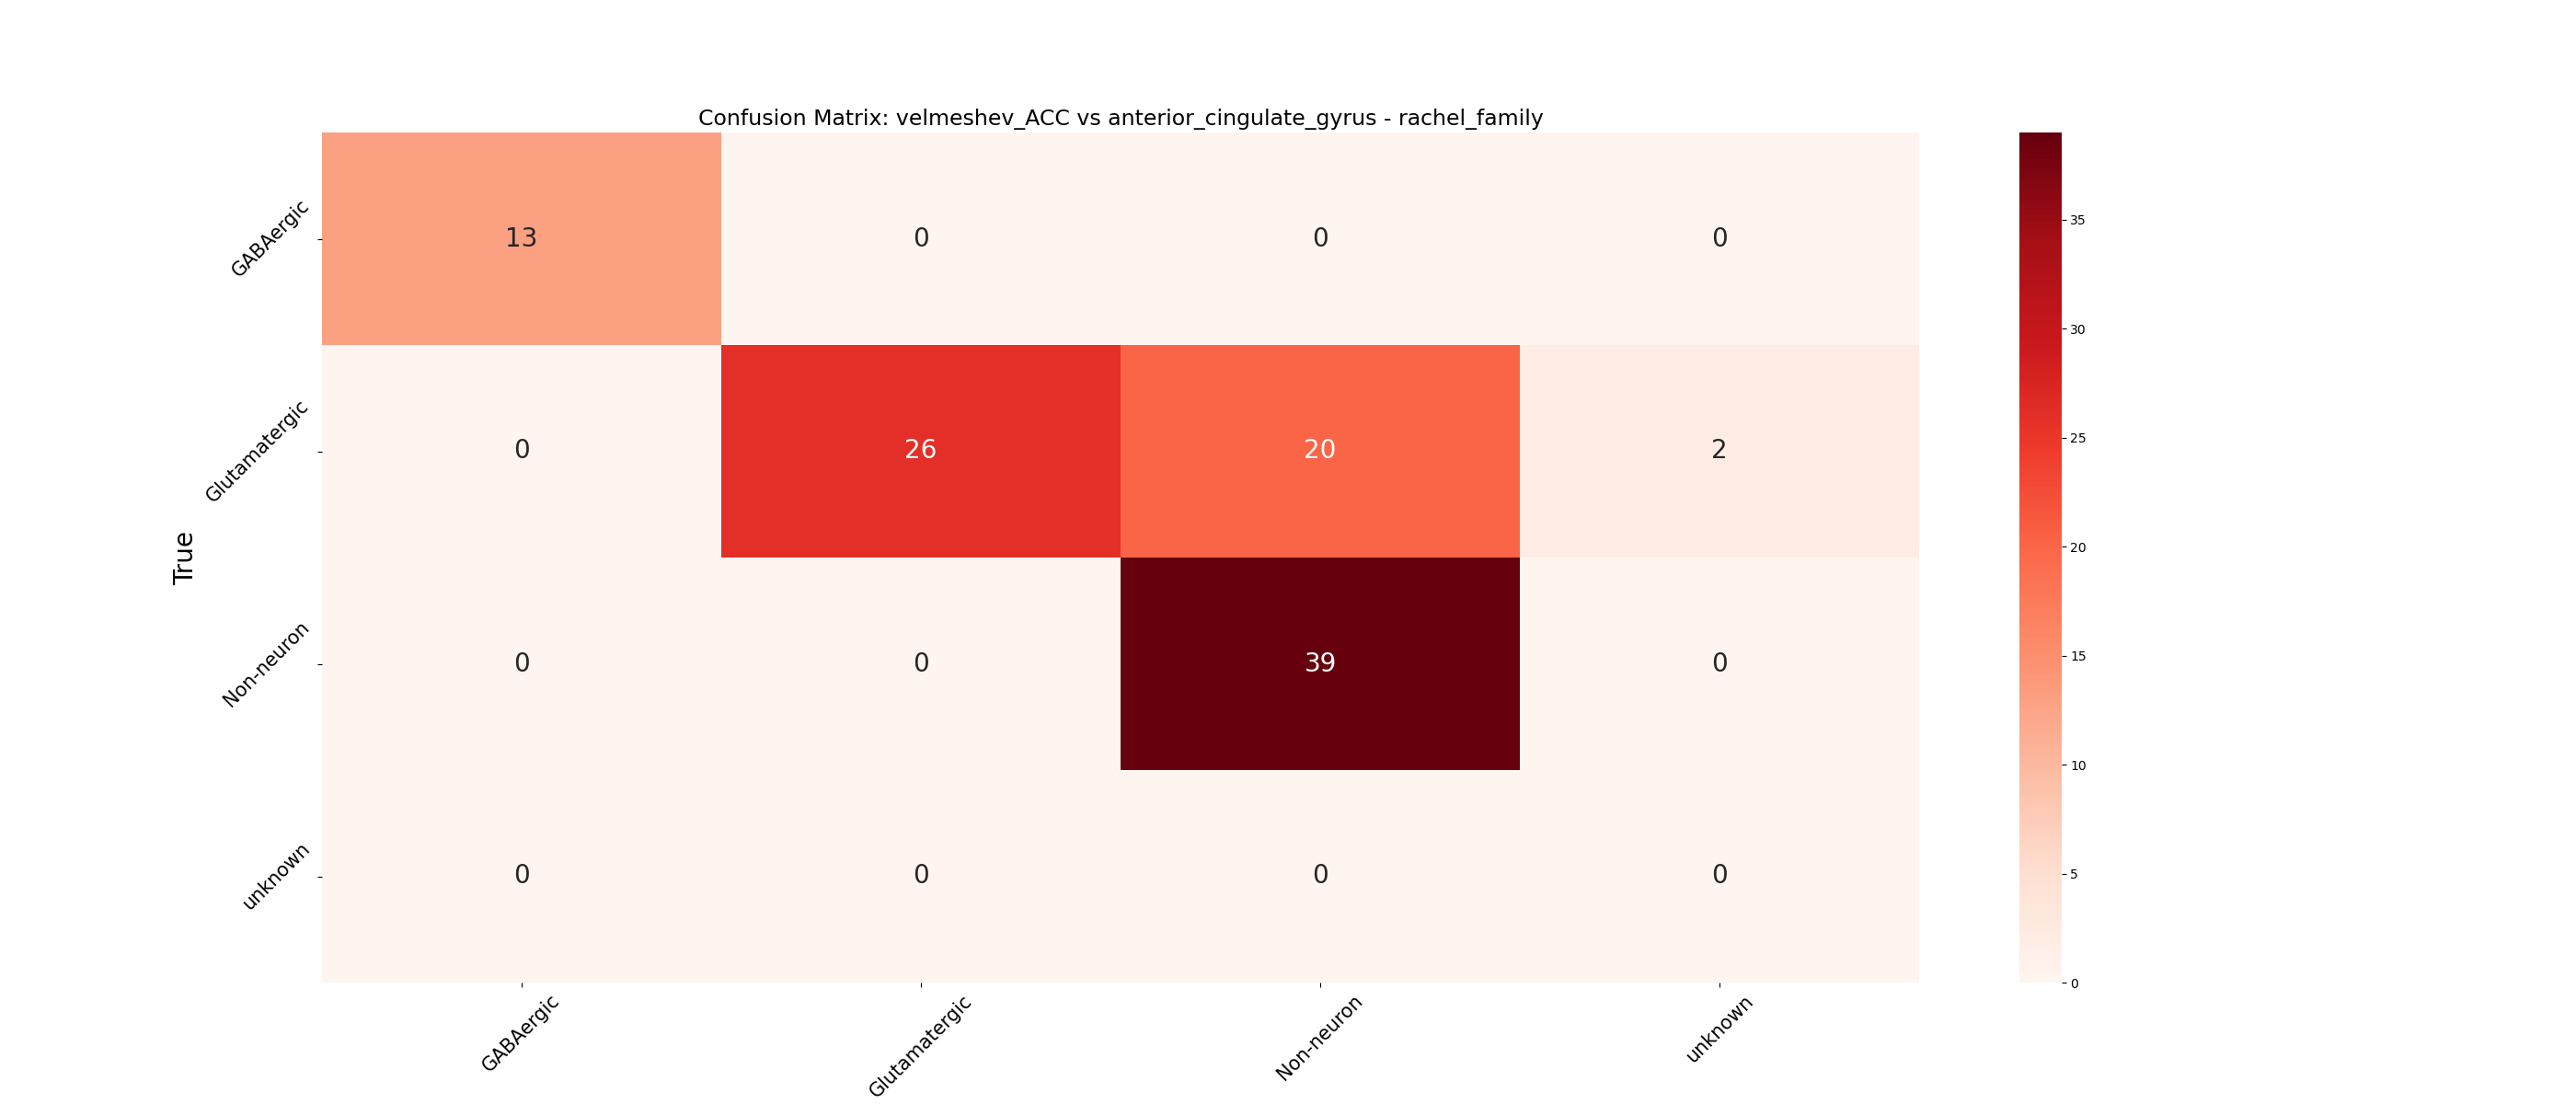 Confusion Matrix: velmeshev_ACC vs anterior_cingulate_gyrus - rachel_family
True
GABAergic
13 0 0 0
Glutamatergic
0 26 20 2
Non-neuron
0 0 39 0
unknown
0 0 0 0
GABAergic Glutamatergic Non-neuron unknown
35
30
25
20
15
10
5
0